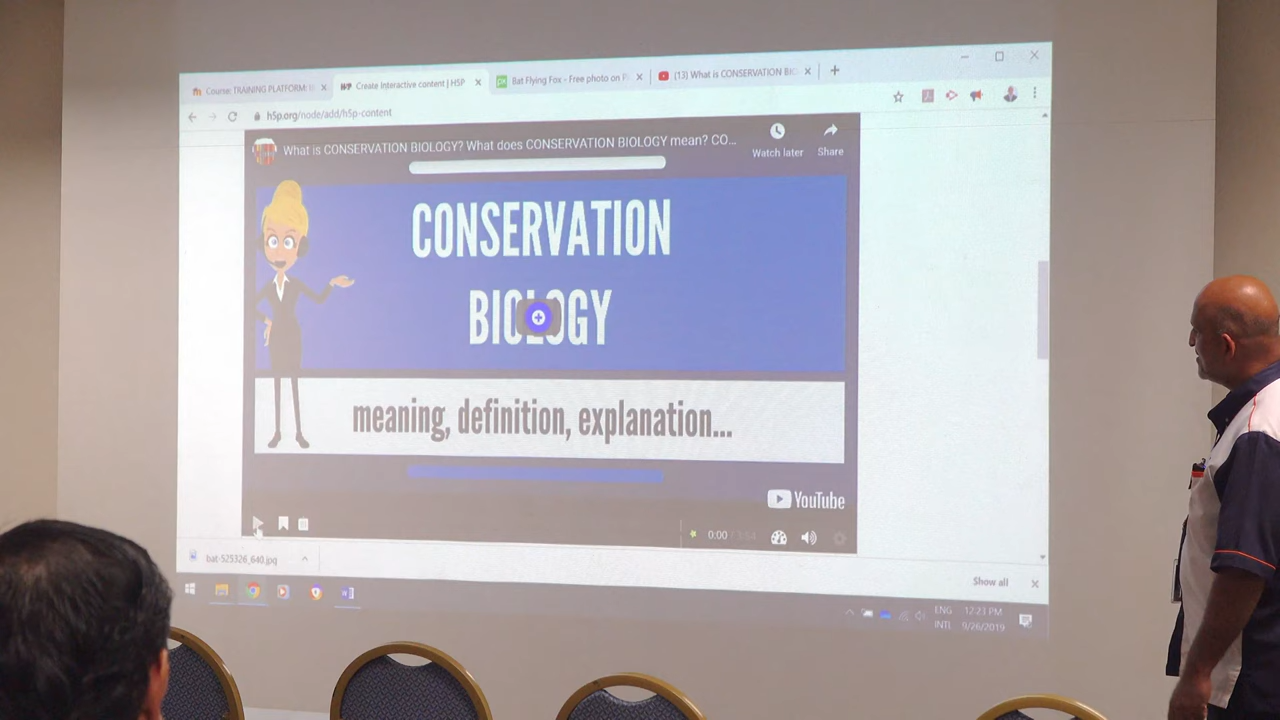 Course: TRAINING PLATFORM:
Create Interactive content | H5P
Bat Flying Fox - Free photo on
(13) What is CONSERVATION BIO
h5p.org/node/add/h5p-content
What is CONSERVATION BIOLOGY? What does CONSERVATION BIOLOGY mean? CO...
Watch later
Share
CONSERVATION
BIOLOGY
meaning, definition, explanation...
YouTube
0:00
bat-525326_640.jpg
Show all
ENG
INTL
12:23 PM
9/26/2019